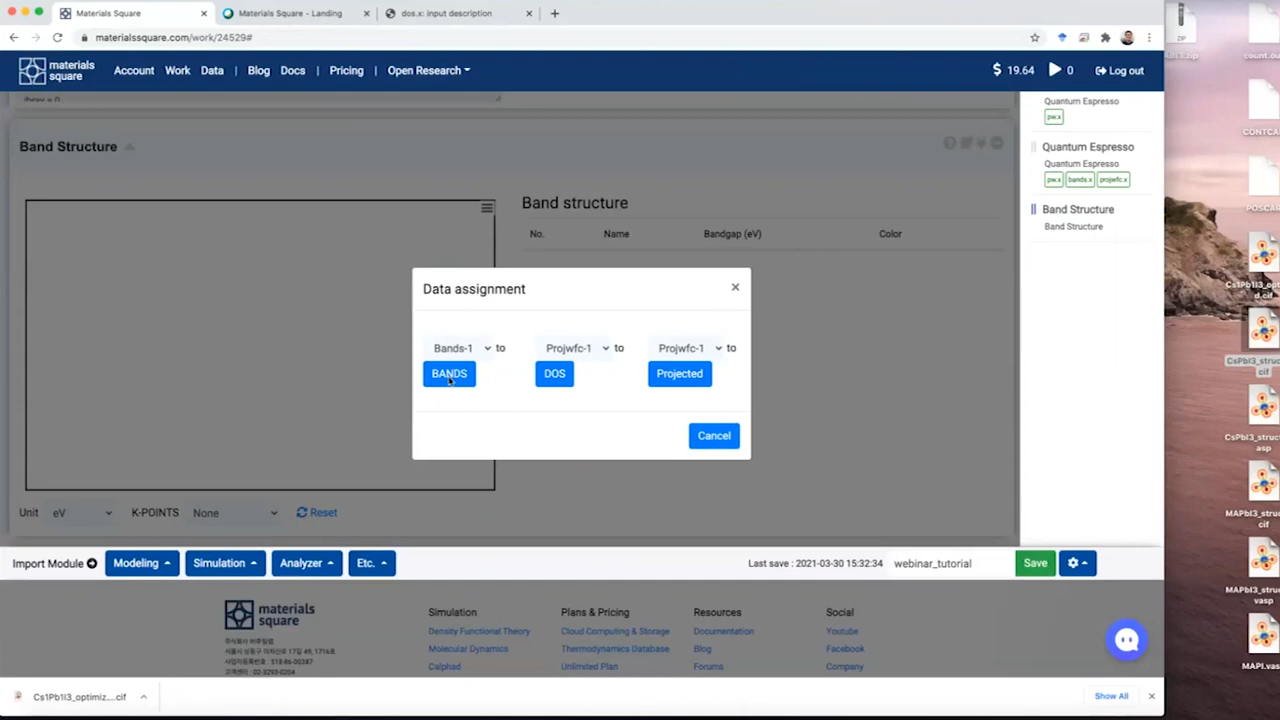 Materials Square
Materials Square - Landing
dos.x: input description
materialssquare.com/work/24529#
materials square
Account
Work
Data
Blog
Docs
Pricing
Open Research
$ 19.64
0
Log out
Band Structure
Band structure
No.
Name
Bandgap (eV)
Color
Data assignment
Bands-1 to
Projwfc-1 to
Projwfc-1 to
BANDS
DOS
Projected
Cancel
Unit eV
K-POINTS None
Reset
Quantum Espresso
pw.x
Quantum Espresso
Quantum Espresso
pw.x
bands.x
projwfc.x
Band Structure
Band Structure
Import Module
Modeling
Simulation
Analyzer
Etc.
Last save : 2021-03-30 15:32:34
webinar_tutorial
Save
materials square
Simulation
Density Functional Theory
Molecular Dynamics
Calphad
Plans & Pricing
Cloud Computing & Storage
Thermodynamics Database
Unlimited Plan
Resources
Documentation
Blog
Forums
Social
Youtube
Facebook
Company
Cs1Pb1I3_optimiz....cif
Show All
ZIP
count.ou
CONTCA
POSCAR
Cs1Pb1I3_opt
d.cif
CsPbI3_struc
cif
CsPbI3_struc
asp
MAPbI3_struc
cif
MAPbI3_struc
vasp
MAPI.vas